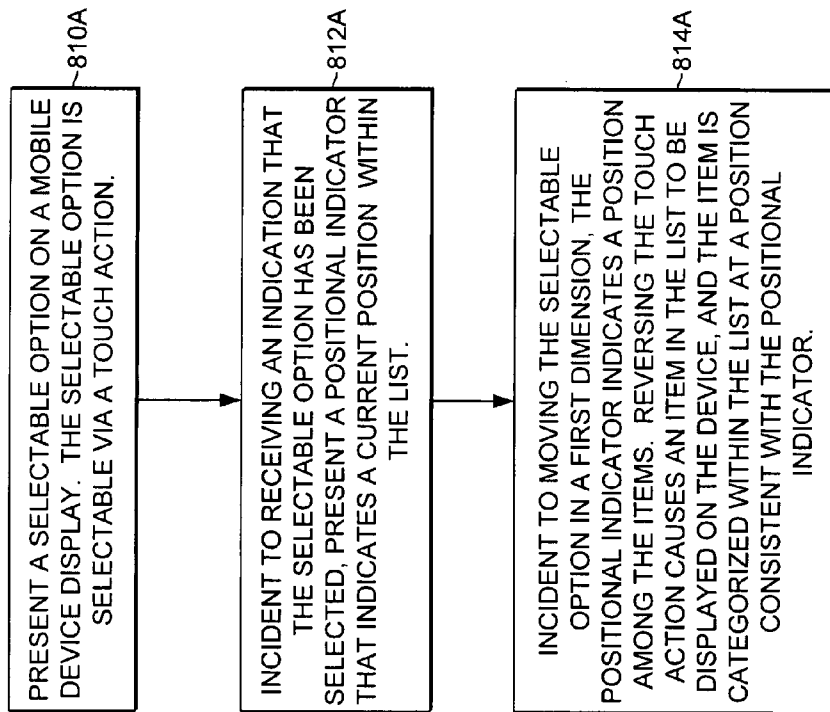 PRESENT A SELECTABLE OPTION ON A MOBILE
DEVICE DISPLAY. THE SELECTABLE OPTION IS
SELECTABLE VIA A TOUCH ACTION.
810A
INCIDENT TO RECEIVING AN INDICATION THAT
THE SELECTABLE OPTION HAS BEEN
SELECTED, PRESENT A POSITIONAL INDICATOR
THAT INDICATES A CURRENT POSITION WITHIN
THE LIST.
812A
INCIDENT TO MOVING THE SELECTABLE
OPTION IN A FIRST DIMENSION, THE
POSITIONAL INDICATOR INDICATES A POSITION
AMONG THE ITEMS. REVERSING THE TOUCH
ACTION CAUSES AN ITEM IN THE LIST TO BE
DISPLAYED ON THE DEVICE, AND THE ITEM IS
CATEGORIZED WITHIN THE LIST AT A POSITION
CONSISTENT WITH THE POSITIONAL
INDICATOR.
814A